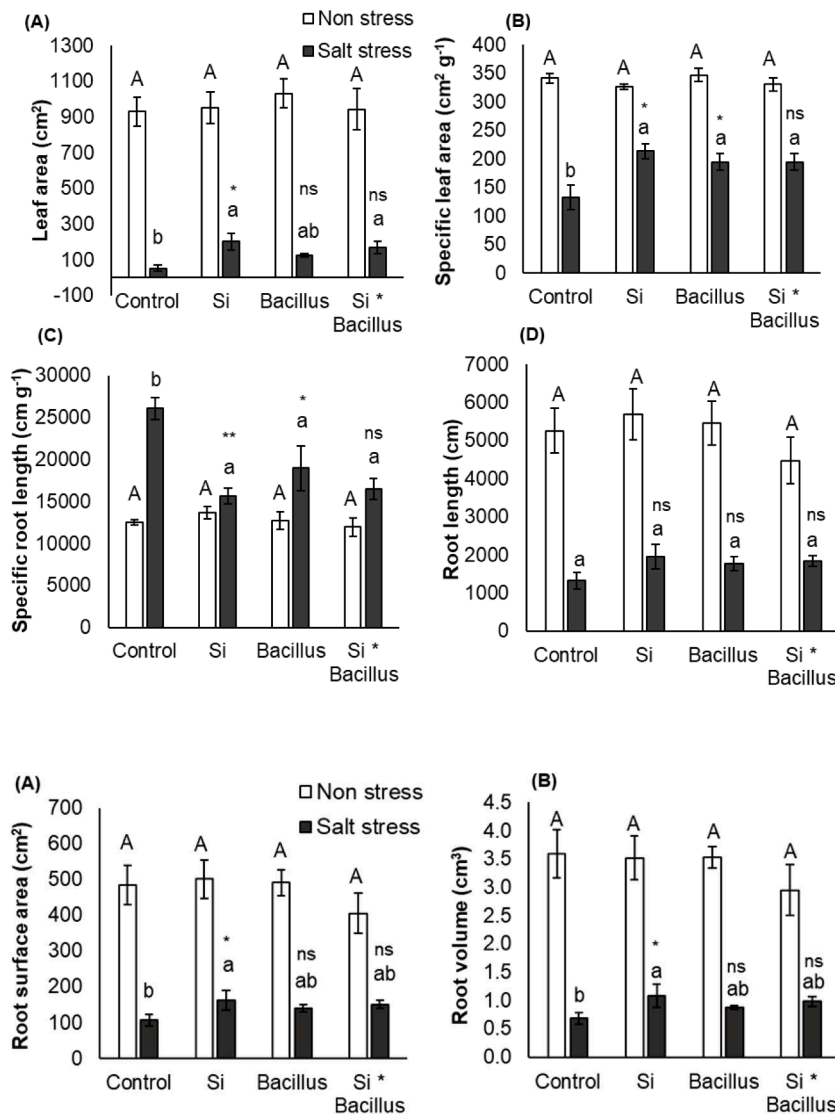 (A)
Non stress
Salt stress
Leaf area (cm²)
1300
1100
900
700
500
300
100
-100
A
A
A
A
b
*
a
ns
ab
ns
a
Control
Si
Bacillus
Si *
Bacillus
(B)
Specific leaf area (cm² g⁻¹)
400
350
300
250
200
150
100
50
0
A
A
A
A
b
*
a
*
a
ns
a
Control
Si
Bacillus
Si *
Bacillus
(C)
Specific root length (cm g⁻¹)
30000
25000
20000
15000
10000
5000
0
A
b
A
**
a
A
*
a
A
ns
a
Control
Si
Bacillus
Si *
Bacillus
(D)
Root length (cm)
7000
6000
5000
4000
3000
2000
1000
0
A
A
A
A
a
ns
a
ns
a
ns
a
Control
Si
Bacillus
Si *
Bacillus
(A)
Non stress
Salt stress
Root surface area (cm²)
700
600
500
400
300
200
100
0
A
A
A
A
b
*
a
ns
ab
ns
ab
Control
Si
Bacillus
Si *
Bacillus
(B)
Root volume (cm³)
4.5
4.0
3.5
3.0
2.5
2.0
1.5
1.0
0.5
0.0
A
A
A
A
b
*
a
ns
ab
ns
ab
Control
Si
Bacillus
Si *
Bacillus